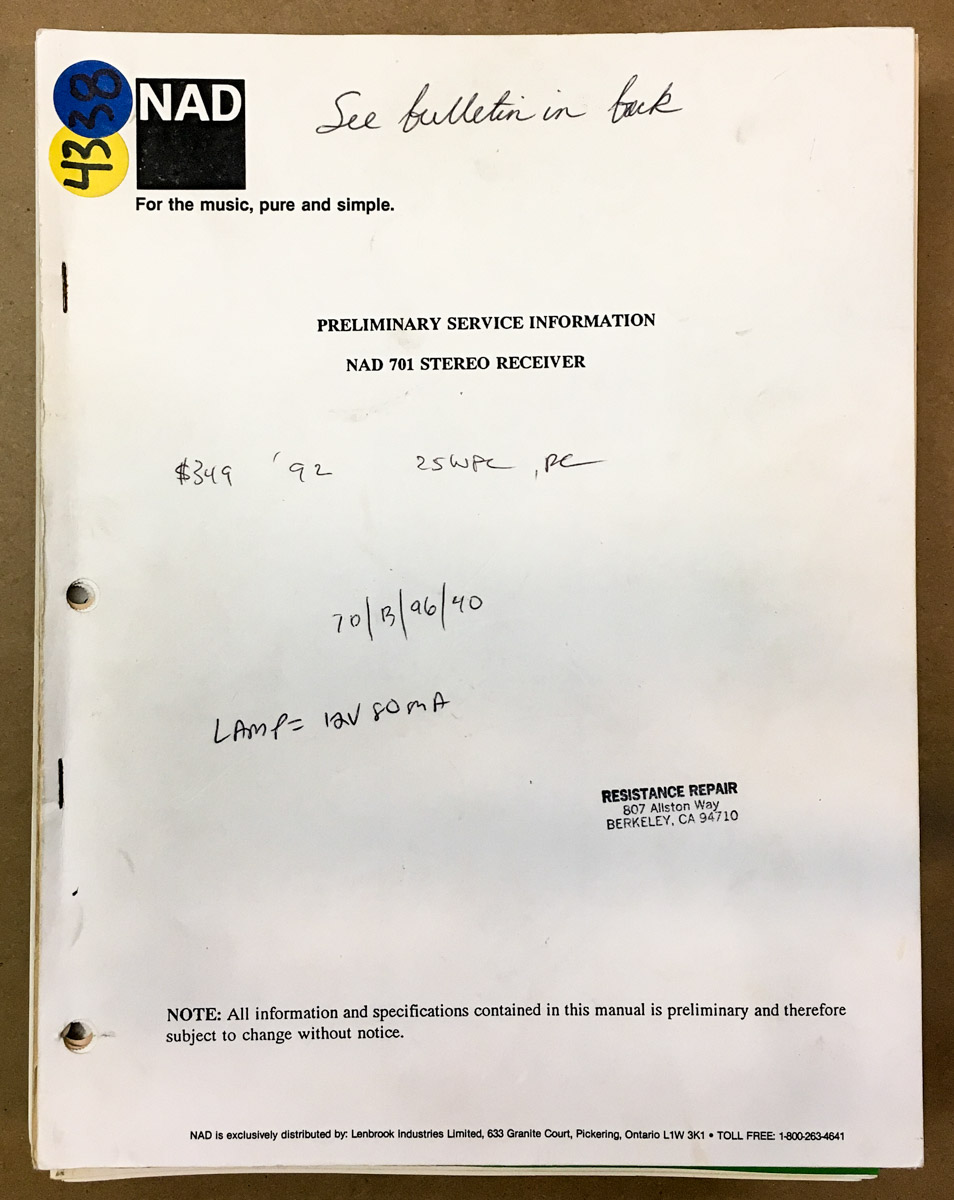 4338
NAD
See bulletin in back
For the music, pure and simple.
PRELIMINARY SERVICE INFORMATION
NAD 701 STEREO RECEIVER
$349 '92 25WPC, PC
70/B/96/40
LAMP= 12V 80mA
RESISTANCE REPAIR
807 Allston Way
BERKELEY, CA 94710
NOTE: All information and specifications contained in this manual is preliminary and therefore
subject to change without notice.
NAD is exclusively distributed by: Lenbrook Industries Limited, 633 Granite Court, Pickering, Ontario L1W 3K1 • TOLL FREE: 1-800-263-4641